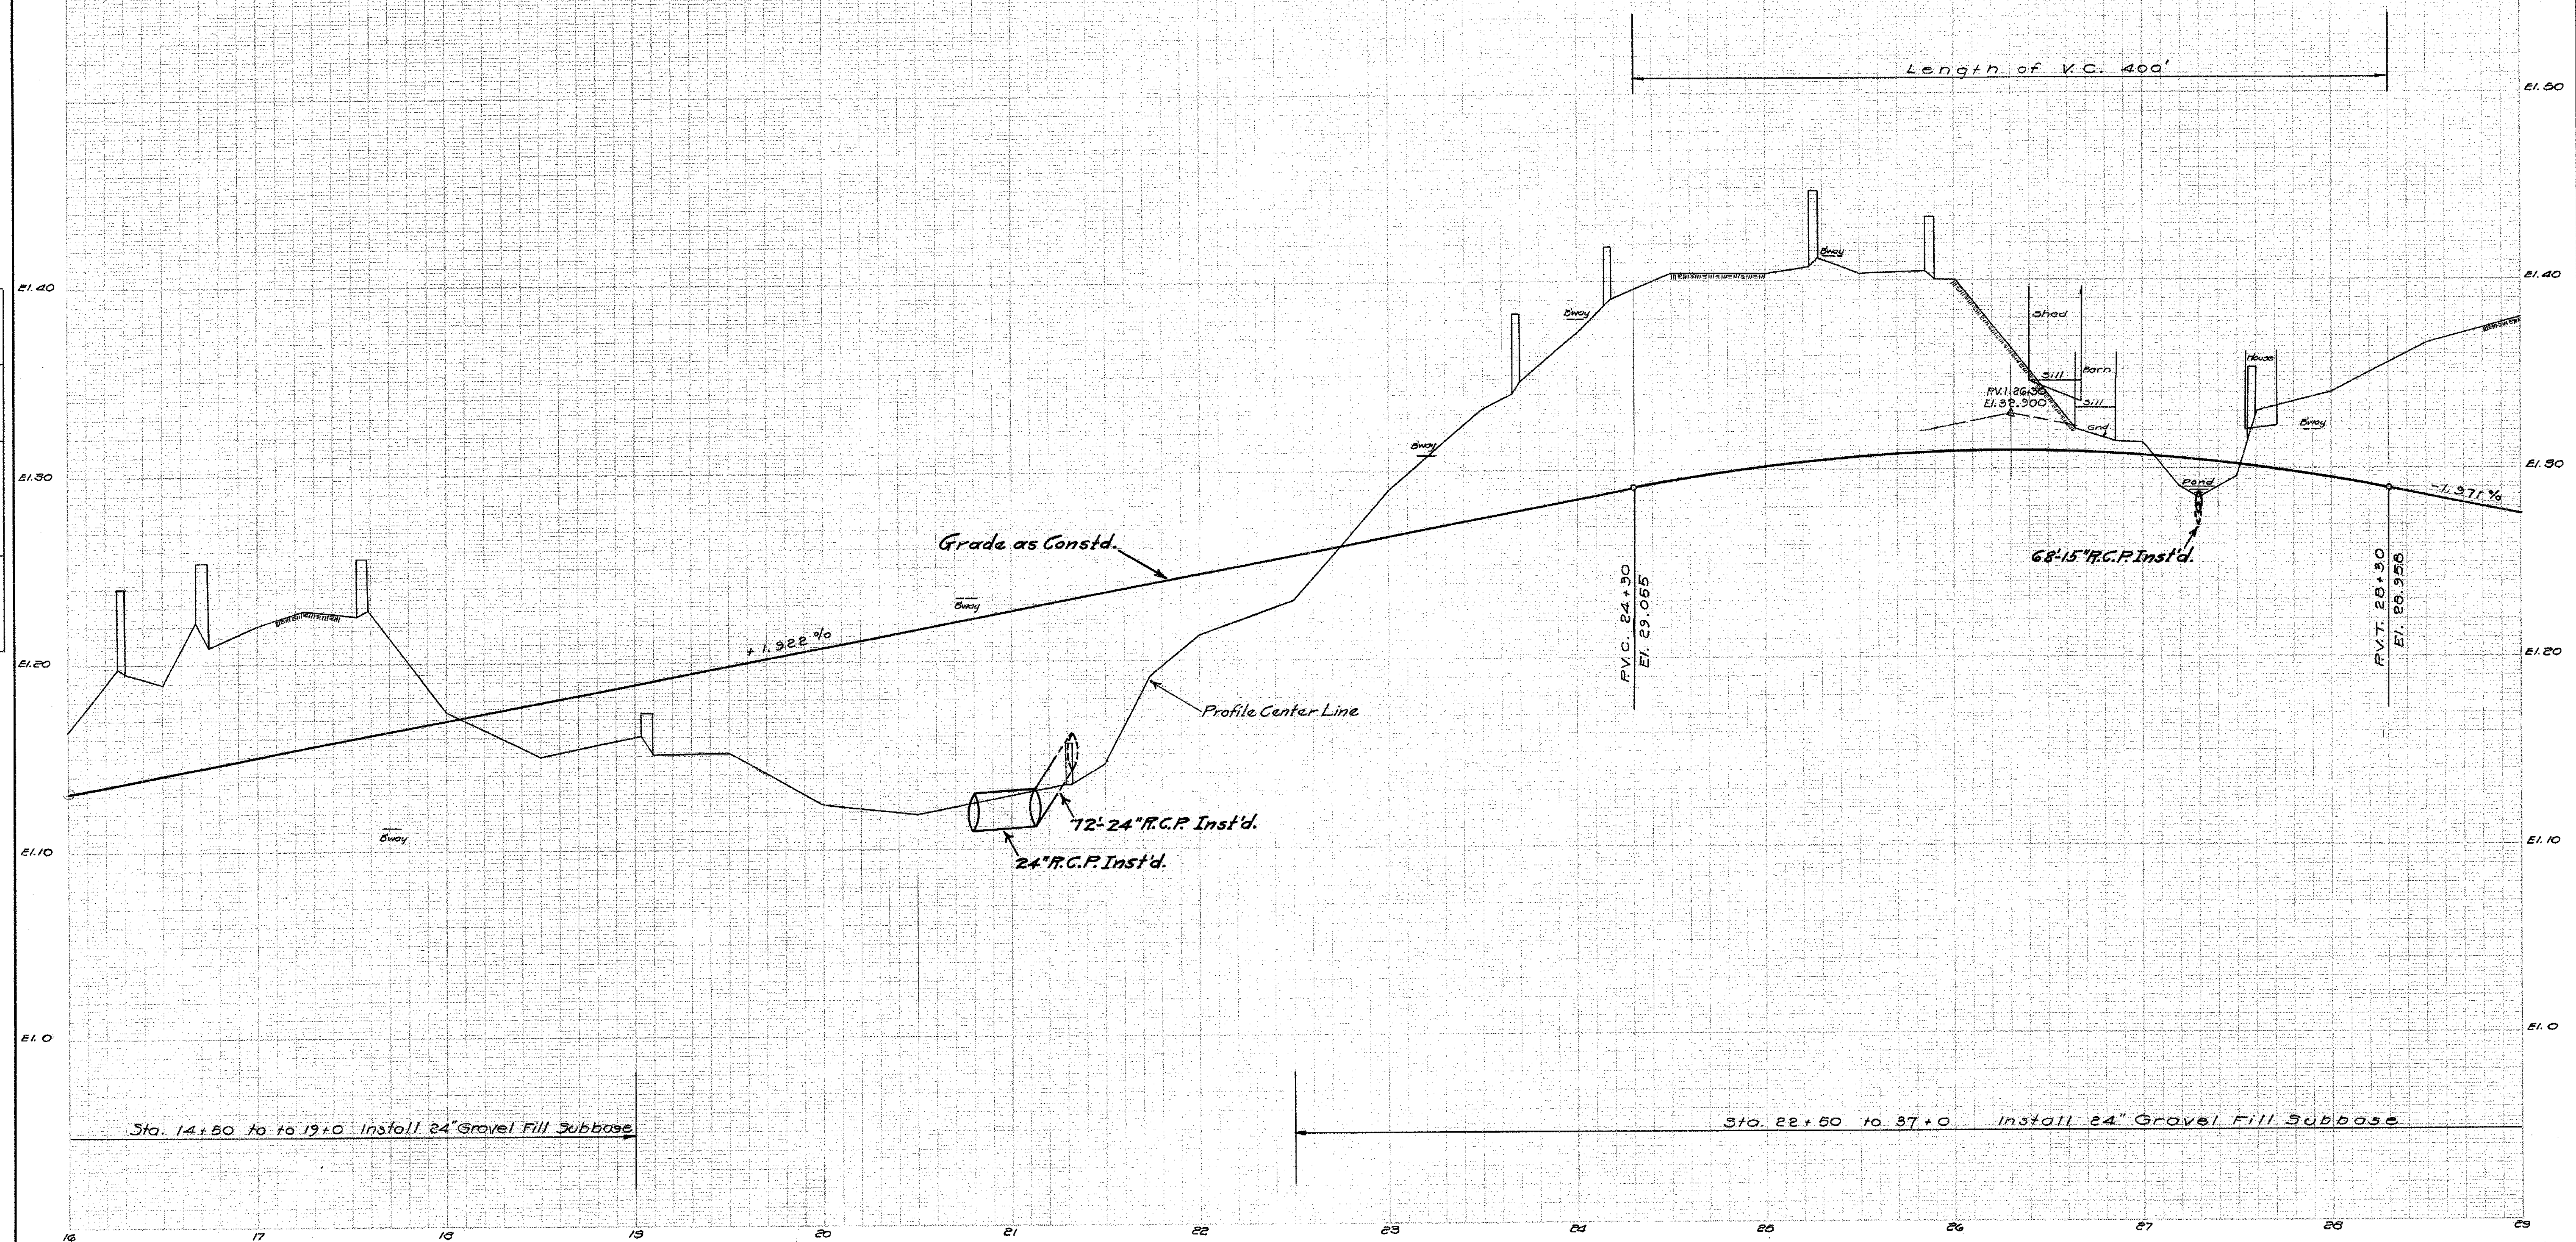 Length of V.C. 400'
El.50
Bway
El.40
El.40
Bway
Shed
Sill
Barn
House
P.V.I. 26+30
El. 32.900
Sill
Gnd
Bway
Bway
El.30
El.30
Pond
-1.971%
Grade as Constd.
68'-15" R.C.P. Inst'd.
P.V.C. 24+30
El. 29.055
P.V.T. 28+30
El. 28.958
Bway
+1.922%
El.20
El.20
Profile Center Line
72'-24" R.C.P. Inst'd.
Bway
El.10
El.10
24" R.C.P. Inst'd.
El.0
El.0
Sta. 14+50 to to 19+0 Install 24" Gravel Fill Subbase
Sta. 22+50 to 37+0 Install 24" Gravel Fill Subbase
16 17 18 19 20 21 22 23 24 25 26 27 28 29